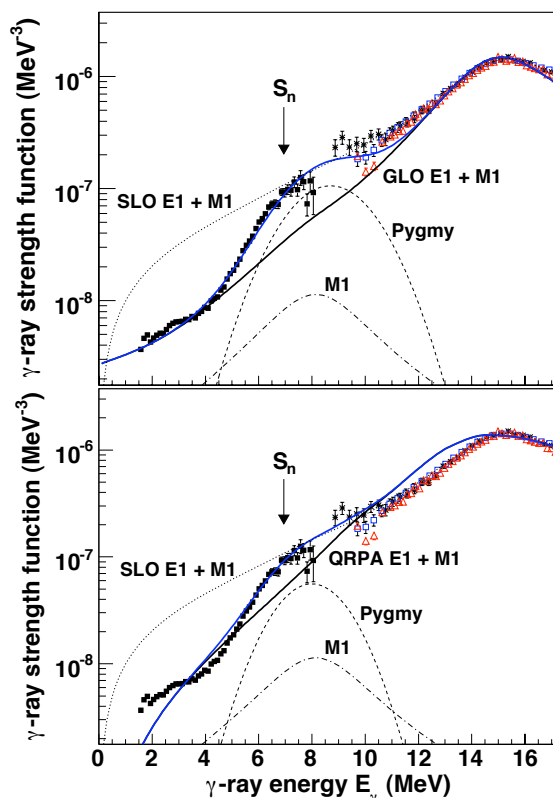 γ-ray strength function (MeV⁻³)
10⁻⁶
10⁻⁷
10⁻⁸
Sₙ
SLO E1 + M1
GLO E1 + M1
Pygmy
M1
γ-ray strength function (MeV⁻³)
10⁻⁶
10⁻⁷
10⁻⁸
Sₙ
SLO E1 + M1
QRPA E1 + M1
Pygmy
M1
0 2 4 6 8 10 12 14 16
γ-ray energy Eᵧ (MeV)